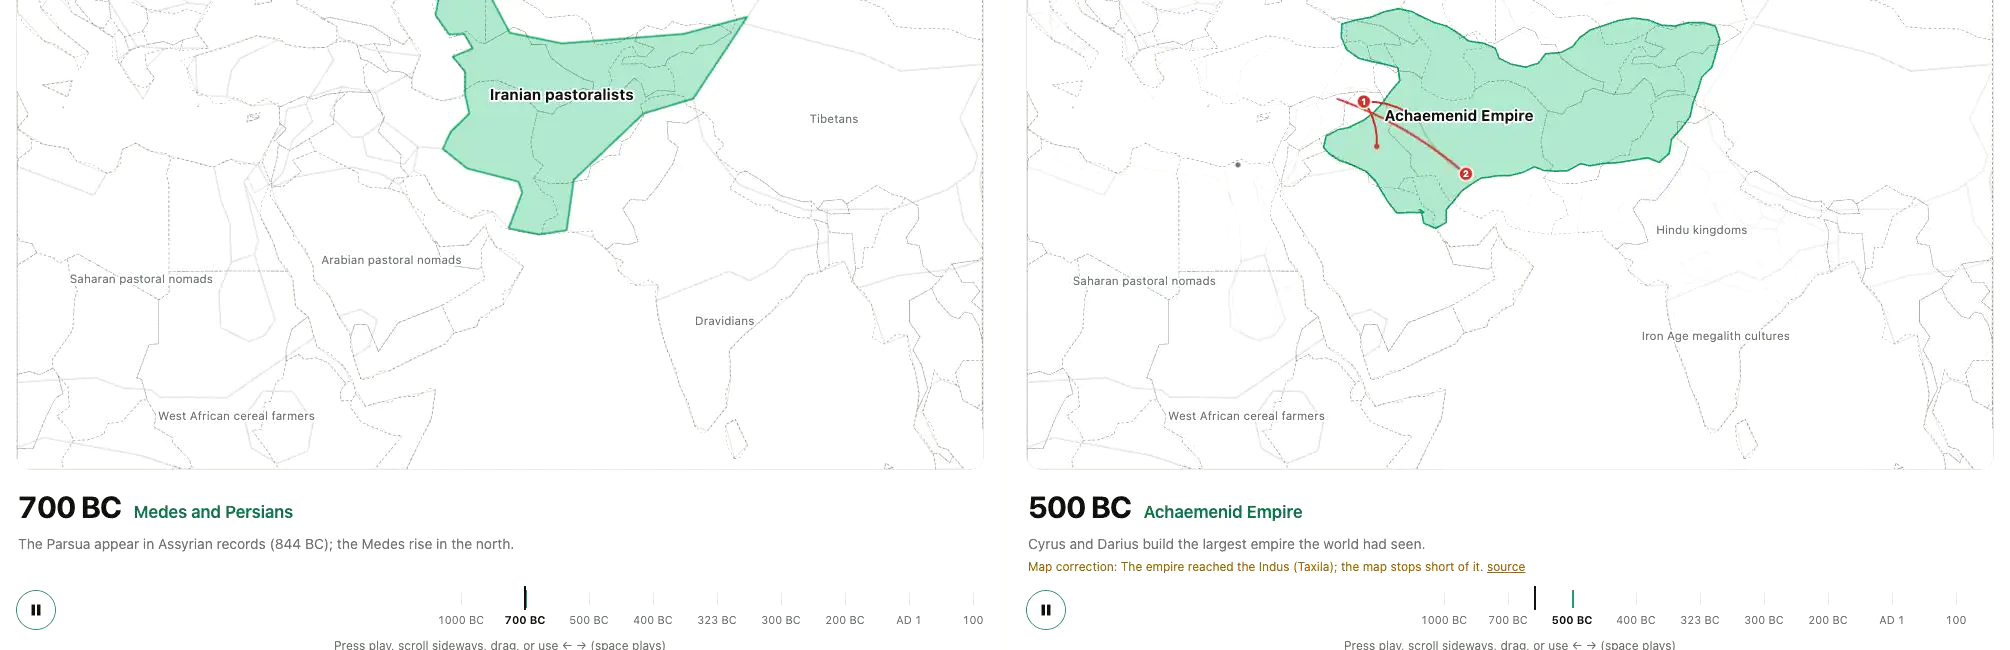 Iranian pastoralists
Tibetans
Saharan pastoral nomads
Arabian pastoral nomads
Dravidians
West African cereal farmers
700 BC Medes and Persians
The Parsua appear in Assyrian records (844 BC); the Medes rise in the north.
1000 BC 700 BC 500 BC 400 BC 323 BC 300 BC 200 BC AD 1 100
Press play, scroll sideways, drag, or use ← → (space plays)
1
Achaemenid Empire
2
Hindu kingdoms
Saharan pastoral nomads
Iron Age megalith cultures
West African cereal farmers
500 BC Achaemenid Empire
Cyrus and Darius build the largest empire the world had seen.
Map correction: The empire reached the Indus (Taxila); the map stops short of it. source
1000 BC 700 BC 500 BC 400 BC 323 BC 300 BC 200 BC AD 1 100
Press play, scroll sideways, drag, or use ← → (space plays)